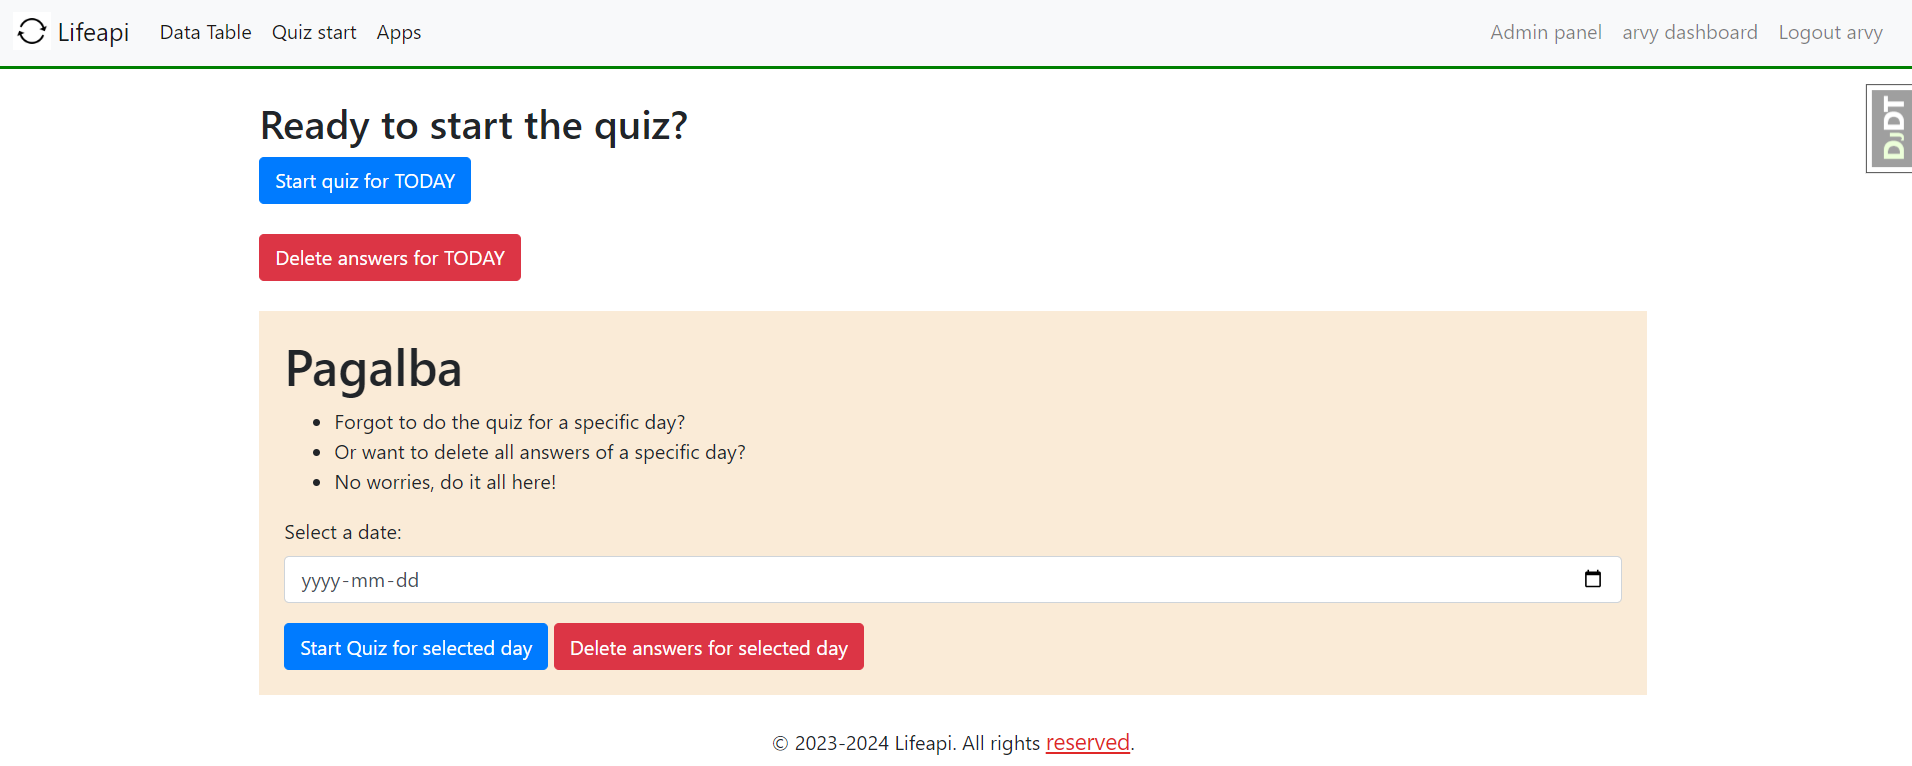 Lifeapi Data Table Quiz start Apps Admin panel arvy dashboard Logout arvy
DJDT
Ready to start the quiz?
Start quiz for TODAY
Delete answers for TODAY
Pagalba
Forgot to do the quiz for a specific day?
Or want to delete all answers of a specific day?
No worries, do it all here!
Select a date:
yyyy-mm-dd
Start Quiz for selected day Delete answers for selected day
© 2023-2024 Lifeapi. All rights reserved.